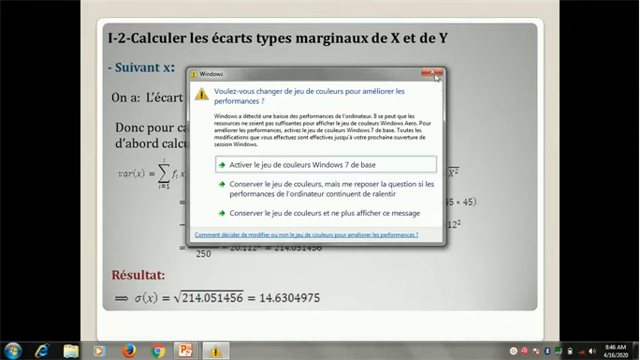 I-2-Calculer les écarts types marginaux de X et de Y
- Suivant x:
On a: L'écart
Donc pour ca
d'abord calcul
var(x) = ∑ fᵢ x
i
i=1
X²
45 * 45)
12²
250
- 20.112² = 214.051456
Résultat:
⟹ σ(x) = √214.051456 = 14.6304975
Windows
Voulez-vous changer de jeu de couleurs pour améliorer les
performances ?
Windows a détecté une baisse des performances de l'ordinateur. Il se peut que les
ressources ne soient pas suffisantes pour afficher le jeu de couleurs Windows Aero. Pour
améliorer les performances, activez le jeu de couleurs Windows 7 de base. Toutes les
modifications que vous effectuez sont effectives jusqu'à votre prochaine ouverture de
session Windows.
Activer le jeu de couleurs Windows 7 de base
Conserver le jeu de couleurs, mais me reposer la question si les
performances de l'ordinateur continuent de ralentir
Conserver le jeu de couleurs et ne plus afficher ce message
Comment décider de modifier ou non le jeu de couleurs pour améliorer les performances ?
8:46 AM
4/16/2020